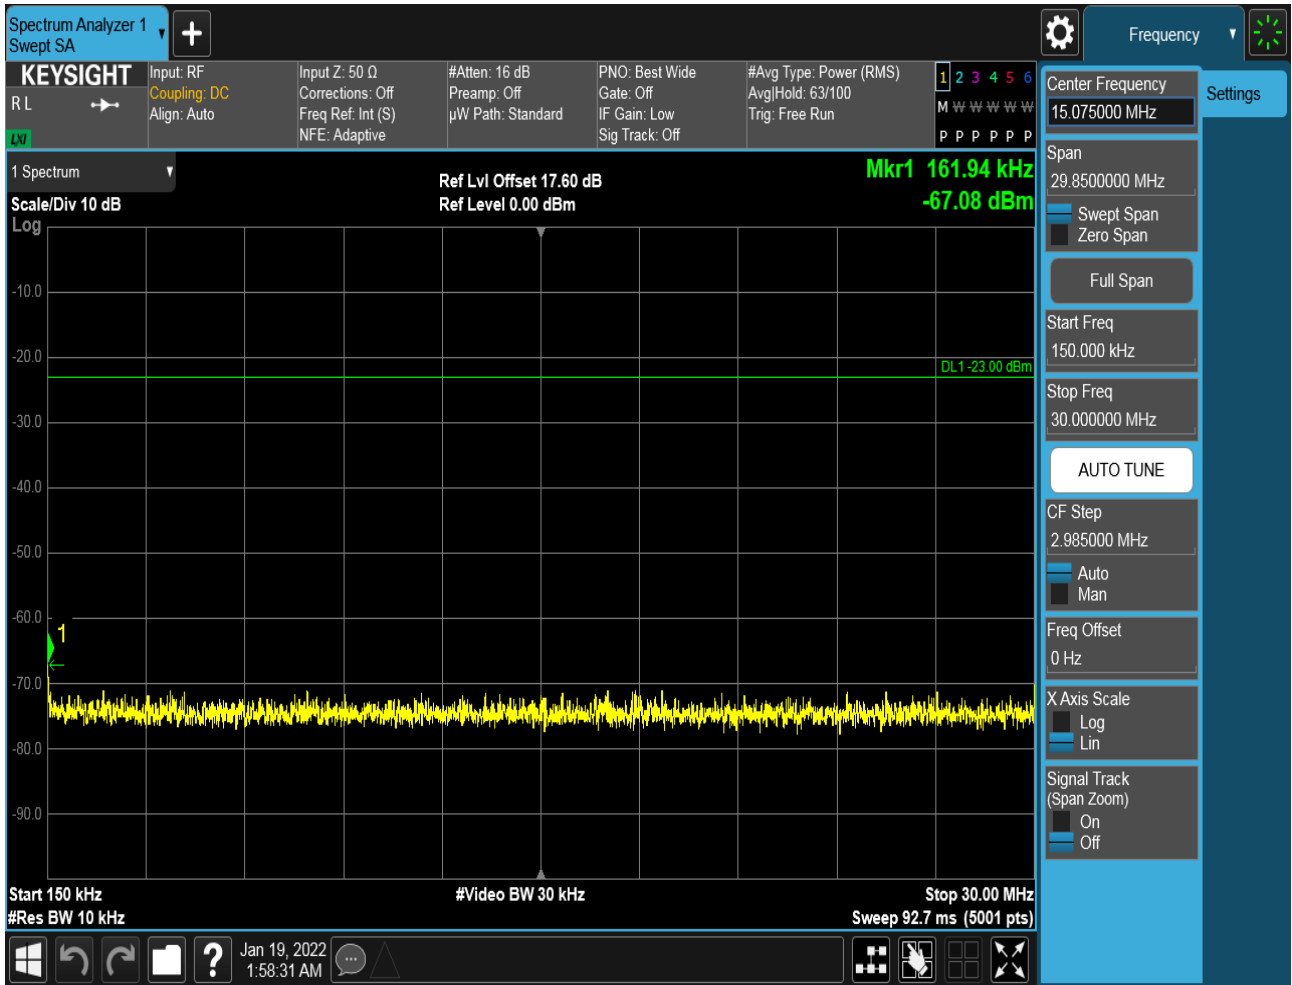 Spectrum Analyzer 1
Swept SA
Frequency
KEYSIGHT
R L
LXI
Input: RF
Coupling: DC
Align: Auto
Input Z: 50 Ω
Corrections: Off
Freq Ref: Int (S)
NFE: Adaptive
#Atten: 16 dB
Preamp: Off
µW Path: Standard
PNO: Best Wide
Gate: Off
IF Gain: Low
Sig Track: Off
#Avg Type: Power (RMS)
Avg|Hold: 63/100
Trig: Free Run
1 2 3 4 5 6
M W W W W W
P P P P P P
1 Spectrum
Scale/Div 10 dB
Log
Ref Lvl Offset 17.60 dB
Ref Level 0.00 dBm
Mkr1 161.94 kHz
-67.08 dBm
-10.0
-20.0
-30.0
-40.0
-50.0
-60.0
-70.0
-80.0
-90.0
DL1 -23.00 dBm
1
Start 150 kHz
#Res BW 10 kHz
#Video BW 30 kHz
Stop 30.00 MHz
Sweep 92.7 ms (5001 pts)
Center Frequency
15.075000 MHz
Settings
Span
29.8500000 MHz
Swept Span
Zero Span
Full Span
Start Freq
150.000 kHz
Stop Freq
30.000000 MHz
AUTO TUNE
CF Step
2.985000 MHz
Auto
Man
Freq Offset
0 Hz
X Axis Scale
Log
Lin
Signal Track
(Span Zoom)
On
Off
?
Jan 19, 2022
1:58:31 AM